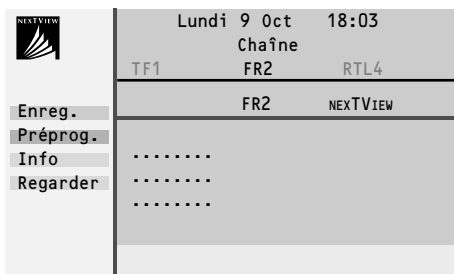 NEXTVIEW
Lundi 9 Oct 18:03
Chaîne
TF1 FR2 RTL4
FR2 NEXTVIEW
Enreg.
Préprog.
Info ........
Regarder ........
........